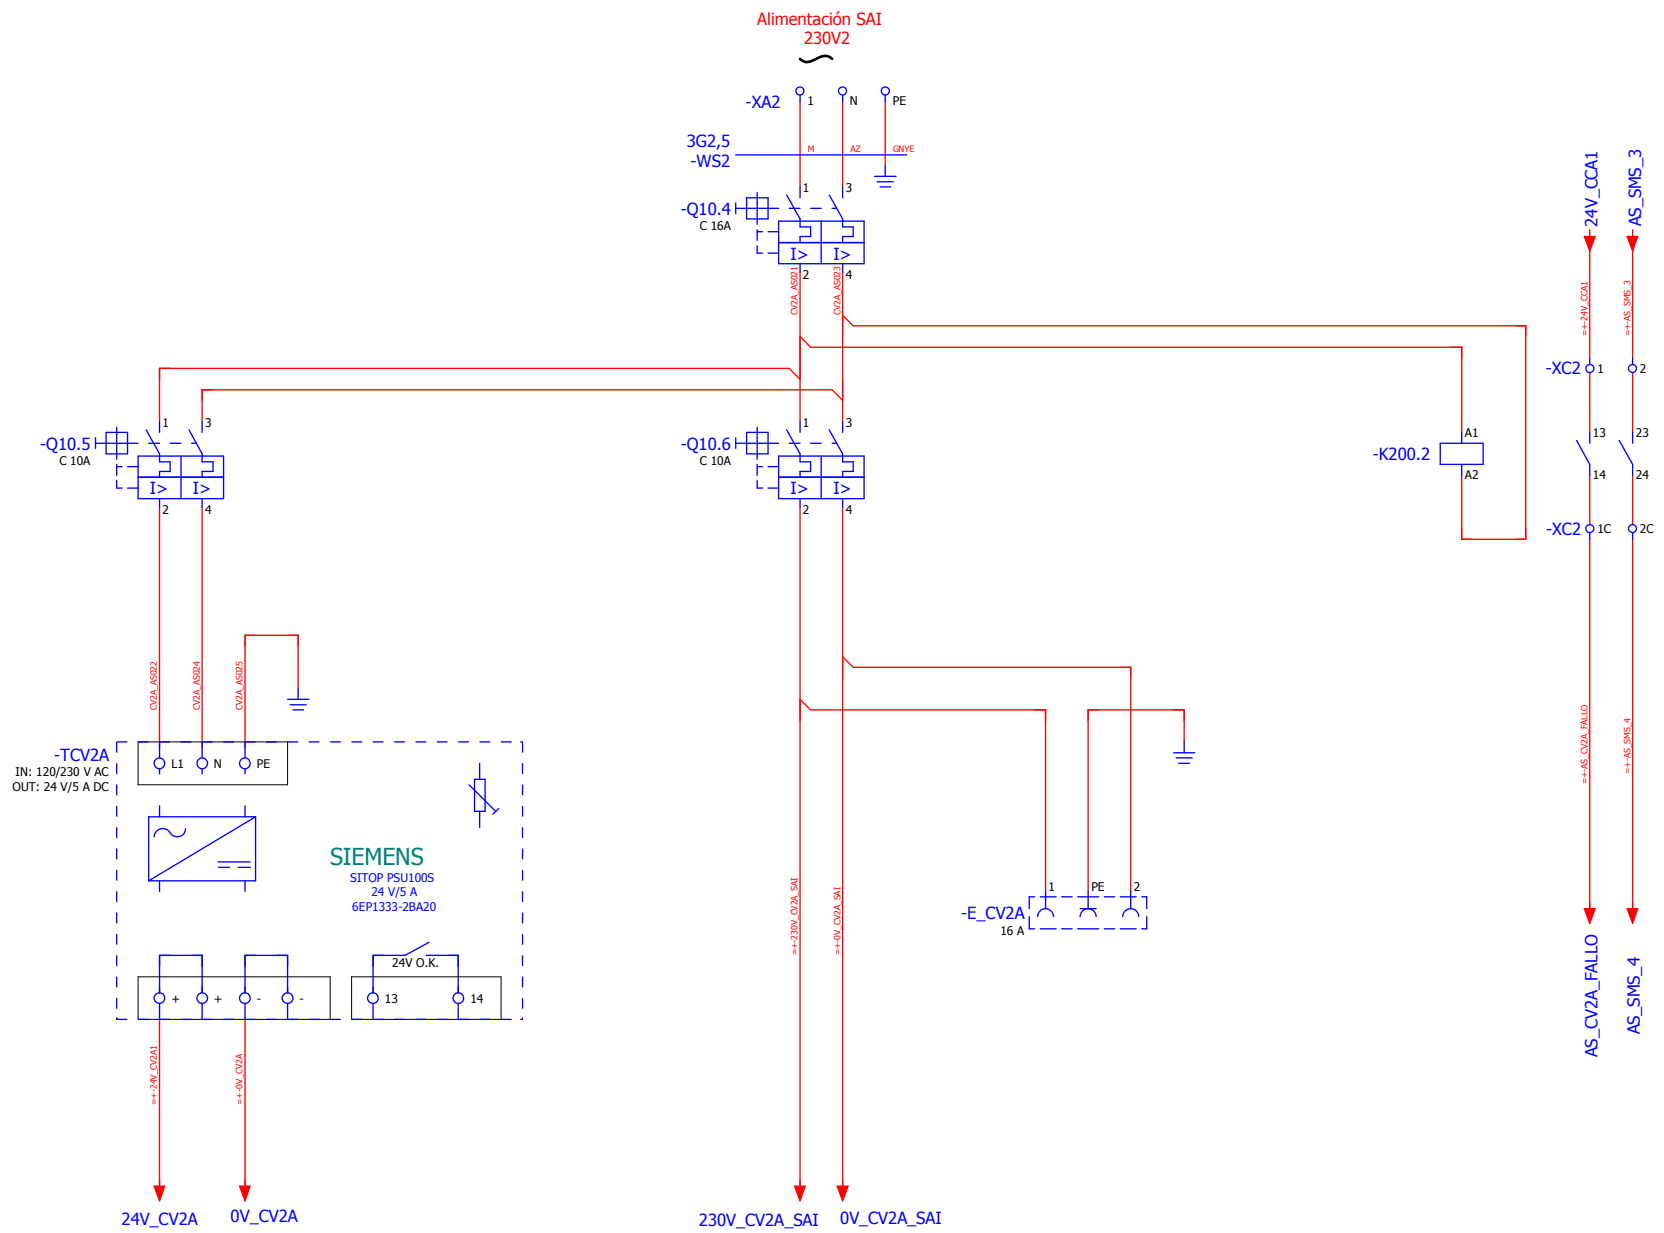 Alimentación SAI
230V2
-XA2
1
N
PE
3G2,5
-WS2
M
AZ
GNYE
24V_CCA1
AS_SMS_3
-Q10.4
C 16A
1
3
I>
I>
2
4
CV2A_AS021
CV2A_AS023
=+-24V_CCA1
=+-AS_SMS_3
-XC2
1
2
-Q10.5
C 10A
1
3
I>
I>
2
4
-Q10.6
C 10A
1
3
I>
I>
2
4
-K200.2
A1
A2
13
23
14
24
-XC2
1C
2C
CV2A_AS022
CV2A_AS024
CV2A_AS025
=+-AS_CV2A_FALLO
=+-AS_SMS_4
-TCV2A
IN: 120/230 V AC
OUT: 24 V/5 A DC
L1
N
PE
SIEMENS
SITOP PSU100S
24 V/5 A
6EP1333-2BA20
24V O.K.
+
+
-
-
13
14
=+-230V_CV2A_SAI
=+-0V_CV2A_SAI
-E_CV2A
16 A
1
PE
2
AS_CV2A_FALLO
AS_SMS_4
=+-24V_CV2A1
=+-0V_CV2A
24V_CV2A
0V_CV2A
230V_CV2A_SAI
0V_CV2A_SAI